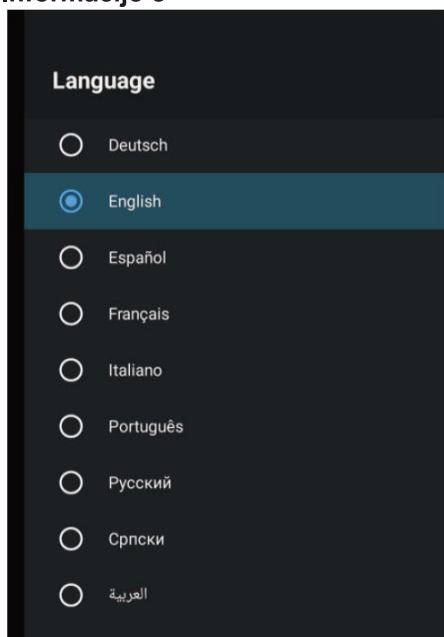 Language
Deutsch
English
Español
Français
Italiano
Português
Русский
Српски
العربية